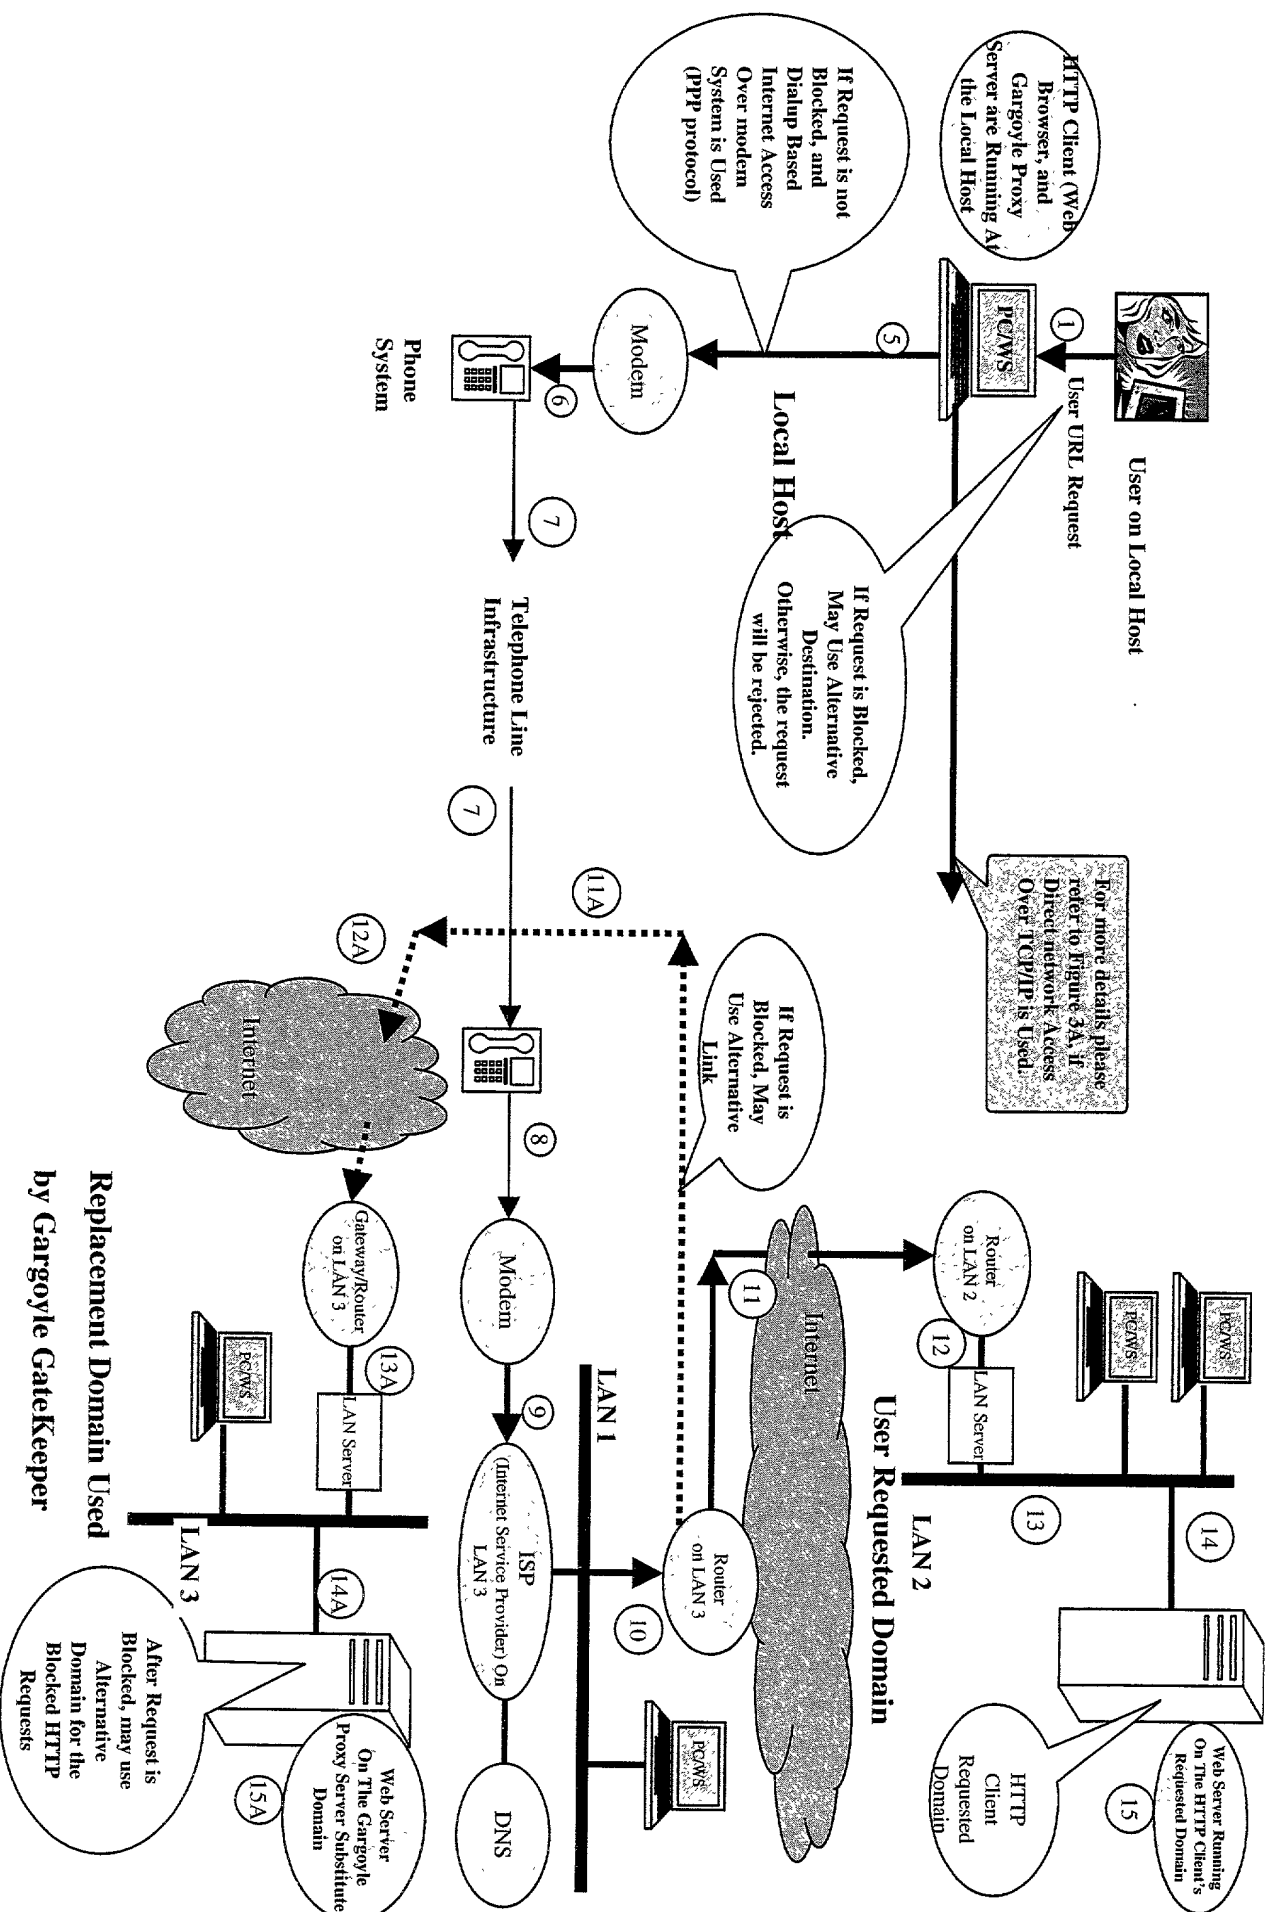 User on Local Host
User URL Request
1
PC/WS
HTTP Client (Web
Browser, and
Gargoyle Proxy
Server are Running At
the Local Host
5
If Request is not
Blocked, and
Dialup Based
Internet Access
Over modem
System is Used
(PPP protocol)
Local Host
If Request is Blocked,
May Use Alternative
Destination.
Otherwise, the request
will be rejected.
For more details please
refer to Figure 3A, if
Direct network Access
Over TCP/IP is Used.
Modem
6
Phone
System
7
Telephone Line
Infrastructure
7
11A
12A
Internet
If Request is
Blocked, May
Use Alternative
Link
8
Modem
9
ISP
(Internet Service Provider) On
LAN 3
DNS
LAN 1
10
PC/WS
Router
on LAN 3
11
Internet
Router
on LAN 2
12
LAN Server
PC/WS
PC/WS
LAN 2
User Requested Domain
13
14
15
Web Server Running
On The HTTP Client's
Requested Domain
HTTP
Client
Requested
Domain
Gateway/Router
on LAN 3
13A
LAN Server
PC/WS
LAN 3
14A
15A
Web Server
On The Gargoyle
Proxy Server Substitute
Domain
After Request is
Blocked, may use
Alternative
Domain for the
Blocked HTTP
Requests
Replacement Domain Used
by Gargoyle GateKeeper